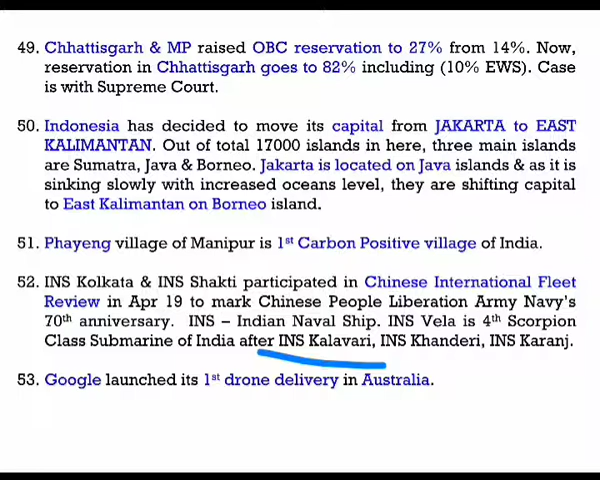 49. Chhattisgarh & MP raised OBC reservation to 27% from 14%. Now,
reservation in Chhattisgarh goes to 82% including (10% EWS). Case
is with Supreme Court.
50. Indonesia has decided to move its capital from JAKARTA to EAST
KALIMANTAN. Out of total 17000 islands in here, three main islands
are Sumatra, Java & Borneo. Jakarta is located on Java islands & as it is
sinking slowly with increased oceans level, they are shifting capital
to East Kalimantan on Borneo island.
51. Phayeng village of Manipur is 1st Carbon Positive village of India.
52. INS Kolkata & INS Shakti participated in Chinese International Fleet
Review in Apr 19 to mark Chinese People Liberation Army Navy's
70th anniversary. INS – Indian Naval Ship. INS Vela is 4th Scorpion
Class Submarine of India after INS Kalavari, INS Khanderi, INS Karanj.
53. Google launched its 1st drone delivery in Australia.